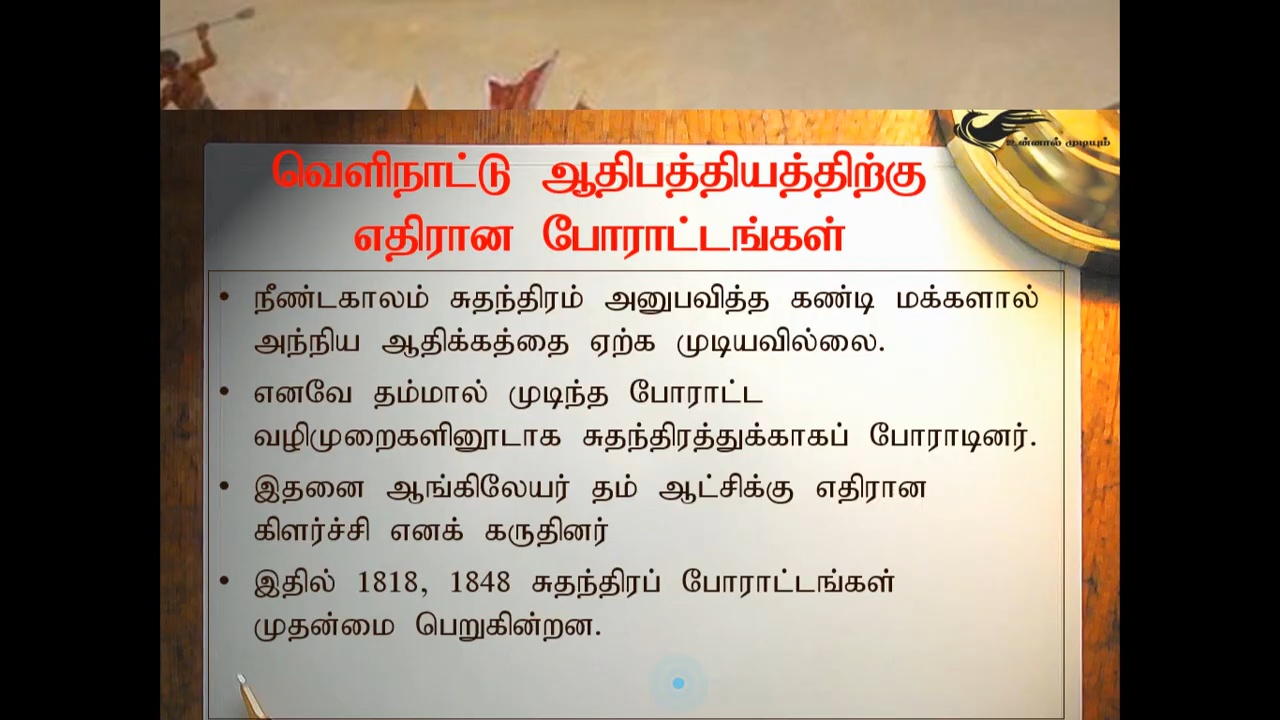 உன்னால் முடியும்
வெளிநாட்டு ஆதிபத்தியத்திற்கு
எதிரான போராட்டங்கள்
• நீண்டகாலம் சுதந்திரம் அனுபவித்த கண்டி மக்களால்
அந்நிய ஆதிக்கத்தை ஏற்க முடியவில்லை.
• எனவே தம்மால் முடிந்த போராட்ட
வழிமுறைகளினூடாக சுதந்திரத்துக்காகப் போராடினர்.
• இதனை ஆங்கிலேயர் தம் ஆட்சிக்கு எதிரான
கிளர்ச்சி எனக் கருதினர்
• இதில் 1818, 1848 சுதந்திரப் போராட்டங்கள்
முதன்மை பெறுகின்றன.